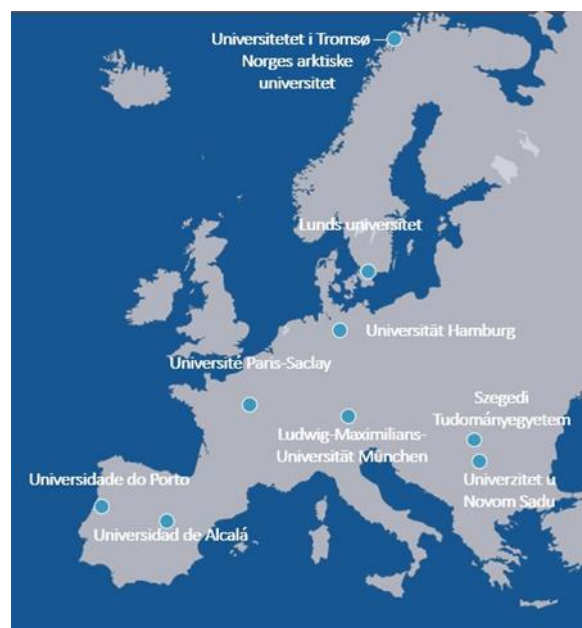 Universitetet i Tromsø
Norges arktiske
universitet
Lunds universitet
Universität Hamburg
Université Paris-Saclay
Szegedi
Tudományegyetem
Ludwig-Maximilians-
Universität München
Univerzitet u
Novom Sadu
Universidade do Porto
Universidad de Alcalá